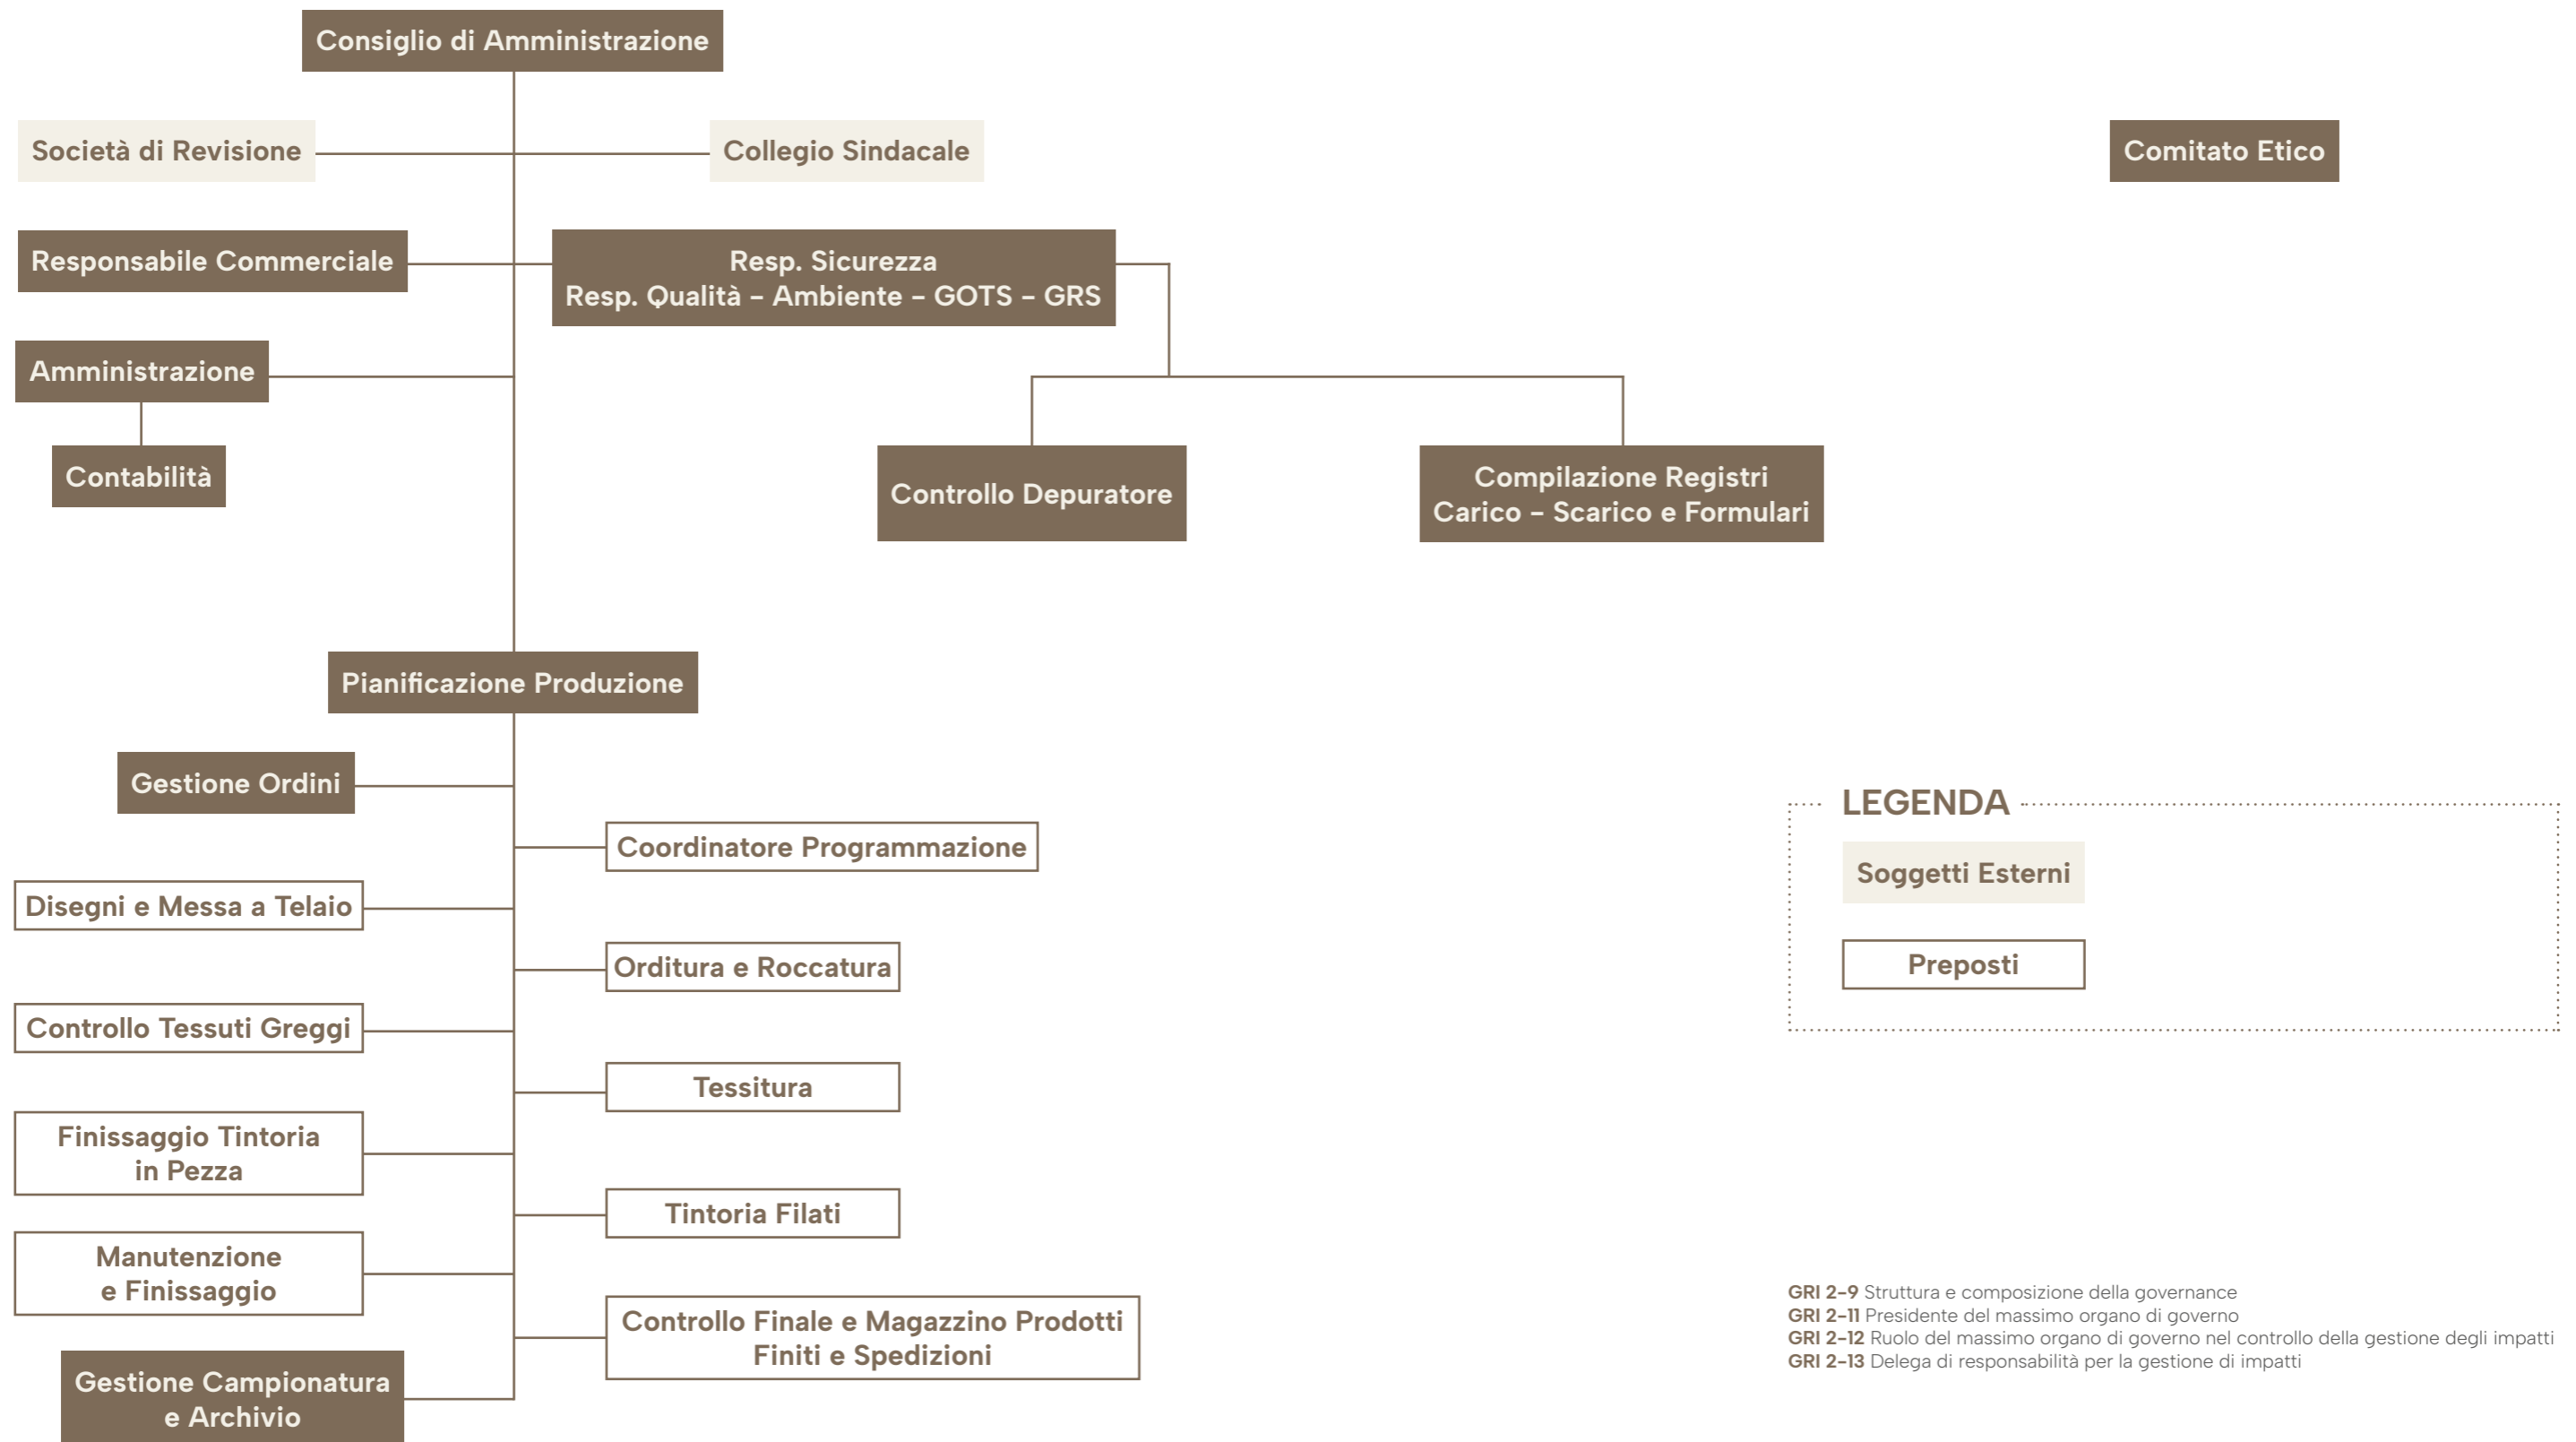 Consiglio di Amministrazione
Società di Revisione
Collegio Sindacale
Comitato Etico
Responsabile Commerciale
Resp. Sicurezza
Resp. Qualità - Ambiente - GOTS - GRS
Amministrazione
Contabilità
Controllo Depuratore
Compilazione Registri
Carico - Scarico e Formulari
Pianificazione Produzione
Gestione Ordini
Coordinatore Programmazione
Disegni e Messa a Telaio
Orditura e Roccatura
Controllo Tessuti Greggi
Tessitura
Finissaggio Tintoria
in Pezza
Tintoria Filati
Manutenzione
e Finissaggio
Controllo Finale e Magazzino Prodotti
Finiti e Spedizioni
Gestione Campionatura
e Archivio
LEGENDA
Soggetti Esterni
Preposti
GRI 2-9 Struttura e composizione della governance
GRI 2-11 Presidente del massimo organo di governo
GRI 2-12 Ruolo del massimo organo di governo nel controllo della gestione degli impatti
GRI 2-13 Delega di responsabilità per la gestione di impatti